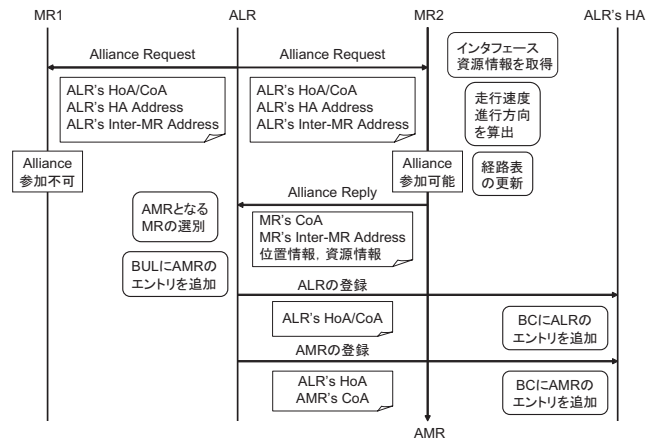 MR1
ALR
MR2
ALR's HA
Alliance Request
Alliance Request
インタフェース
資源情報を取得
ALR's HoA/CoA
ALR's HA Address
ALR's Inter-MR Address
ALR's HoA/CoA
ALR's HA Address
ALR's Inter-MR Address
走行速度
進行方向
を算出
Alliance
参加不可
Alliance
参加可能
経路表
の更新
Alliance Reply
AMRとなる
MRの選別
MR's CoA
MR's Inter-MR Address
位置情報, 資源情報
BULにAMRの
エントリを追加
ALRの登録
ALR's HoA/CoA
BCにALRの
エントリを追加
AMRの登録
ALR's HoA
AMR's CoA
BCにAMRの
エントリを追加
AMR